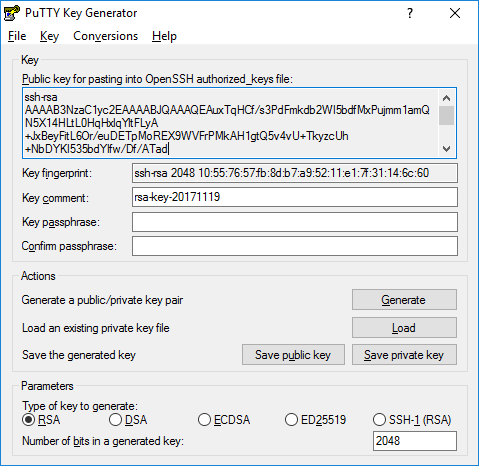 PuTTY Key Generator
File Key Conversions Help
Key
Public key for pasting into OpenSSH authorized_keys file:
ssh-rsa
AAAAB3NzaC1yc2EAAAABJQAAAQEAuxTqHCf/s3PdFmkdb2WI5bdfMxPujmm1amQ
N5X14HLtL0HqHxlqYltFLyA
+JxBeyFitL6Or/euDETpMoREX9WVFrPMkAH1gtQ5v4vU+TkyzcUh
+NbDYKI535bdYlfw/Df/ATad
Key fingerprint: ssh-rsa 2048 10:55:76:57:fb:8d:b7:a9:52:11:e1:7f:31:14:6c:60
Key comment: rsa-key-20171119
Key passphrase:
Confirm passphrase:
Actions
Generate a public/private key pair Generate
Load an existing private key file Load
Save the generated key Save public key Save private key
Parameters
Type of key to generate:
RSA DSA ECDSA ED25519 SSH-1 (RSA)
Number of bits in a generated key: 2048